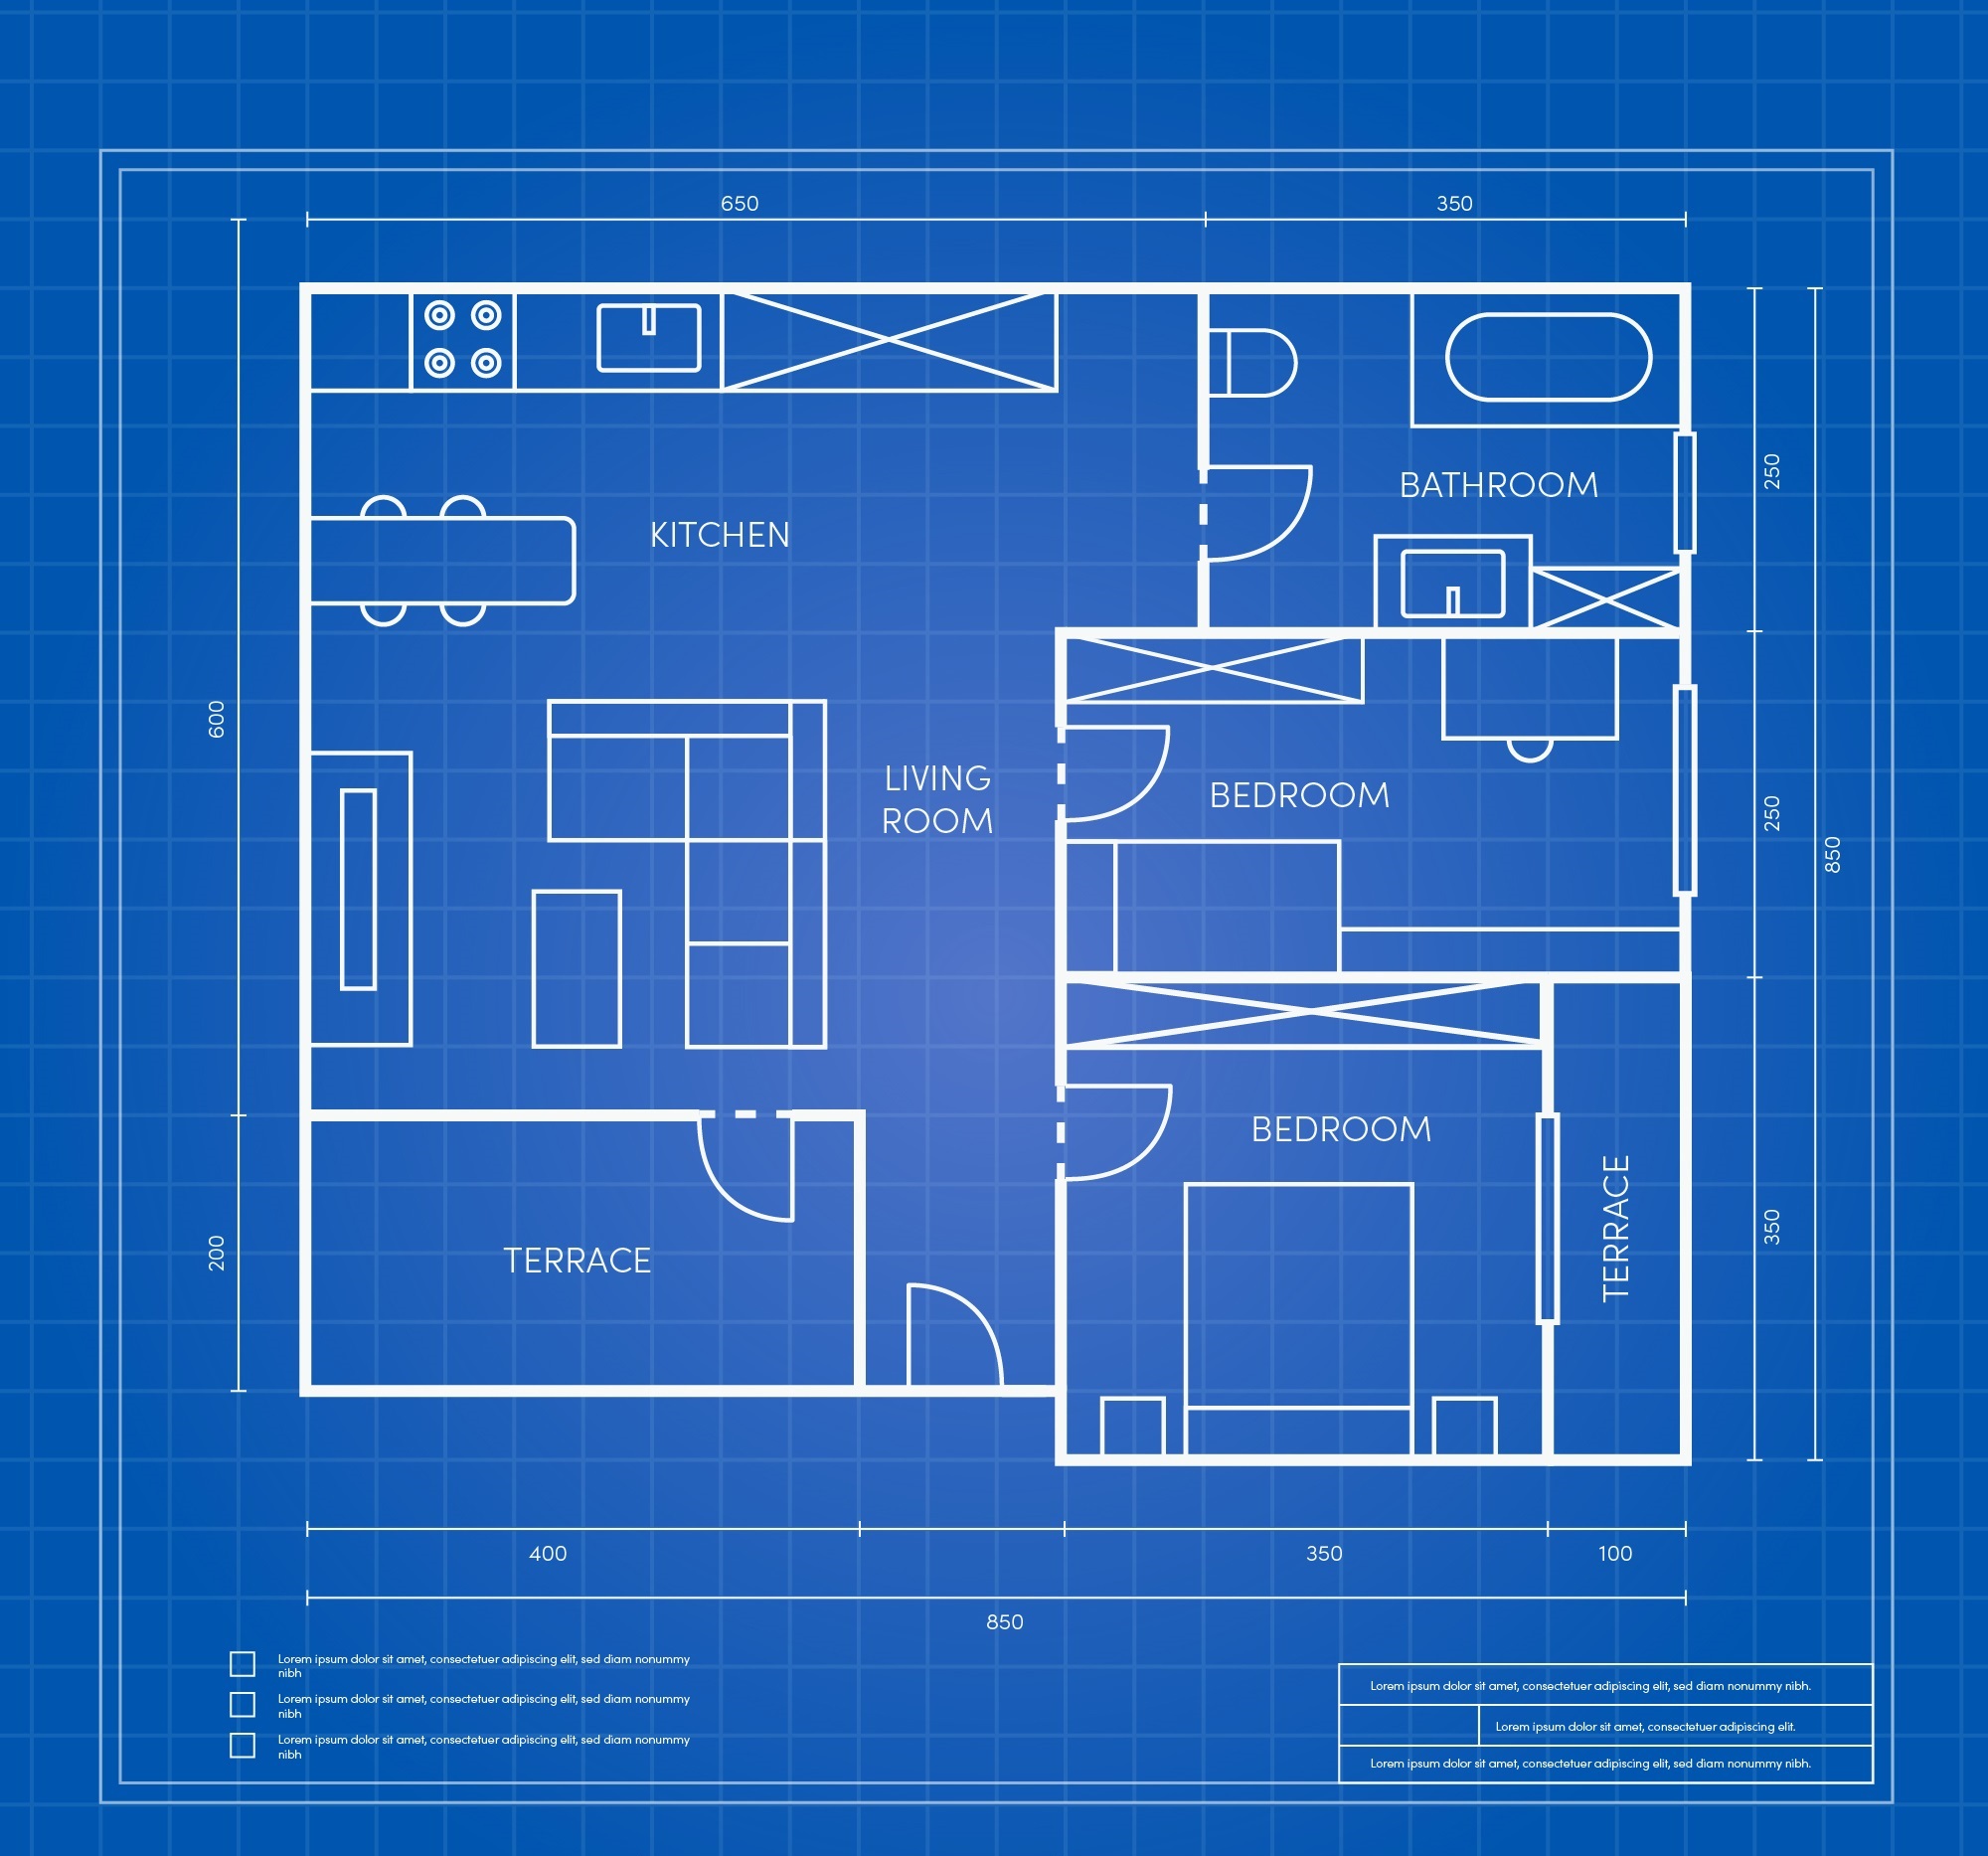 650
350
KITCHEN
BATHROOM
250
600
LIVING
ROOM
BEDROOM
250
850
BEDROOM
TERRACE
350
200
TERRACE
400
350
100
850
Lorem ipsum dolor sit amet, consectetuer adipiscing elit, sed diam nonummy
nibh
Lorem ipsum dolor sit amet, consectetuer adipiscing elit, sed diam nonummy
nibh
Lorem ipsum dolor sit amet, consectetuer adipiscing elit, sed diam nonummy
nibh
Lorem ipsum dolor sit amet, consectetuer adipiscing elit, sed diam nonummy nibh.
Lorem ipsum dolor sit amet, consectetuer adipiscing elit.
Lorem ipsum dolor sit amet, consectetuer adipiscing elit, sed diam nonummy nibh.